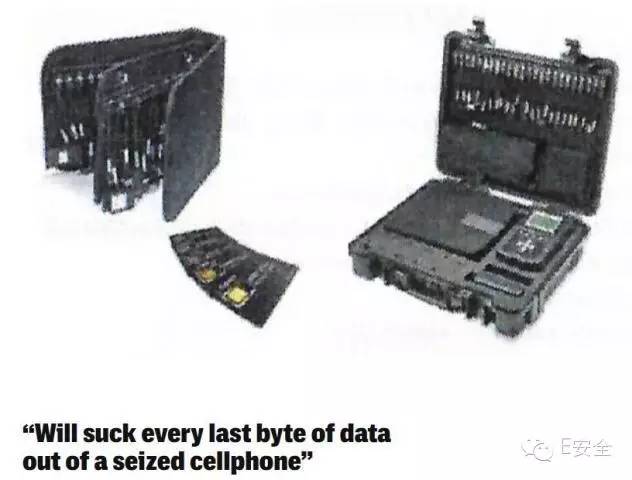 “Will suck every last byte of data
out of a seized cellphone”
E安全